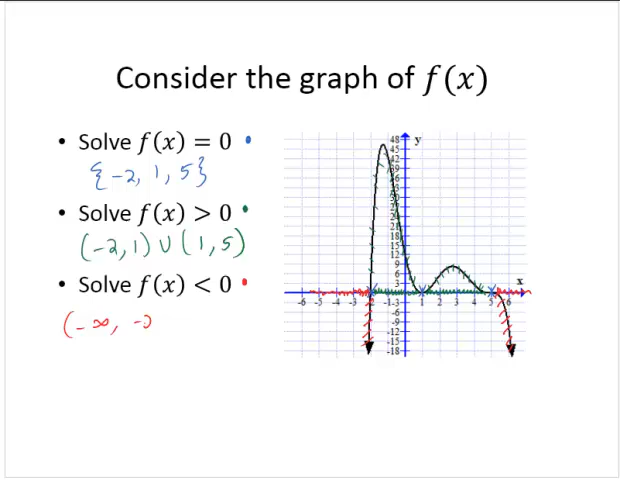 Consider the graph of f(x)
• Solve f(x) = 0
{-2, 1, 5}
• Solve f(x) > 0
(-2, 1) ∪ (1, 5)
• Solve f(x) < 0
(-∞, -2
y
48
45
42
39
36
33
30
27
24
21
18
15
12
9
6
3
x
-6 -5 -4 -3 -2 -1 1 2 3 4 5 6
-3
-6
-9
-12
-15
-18